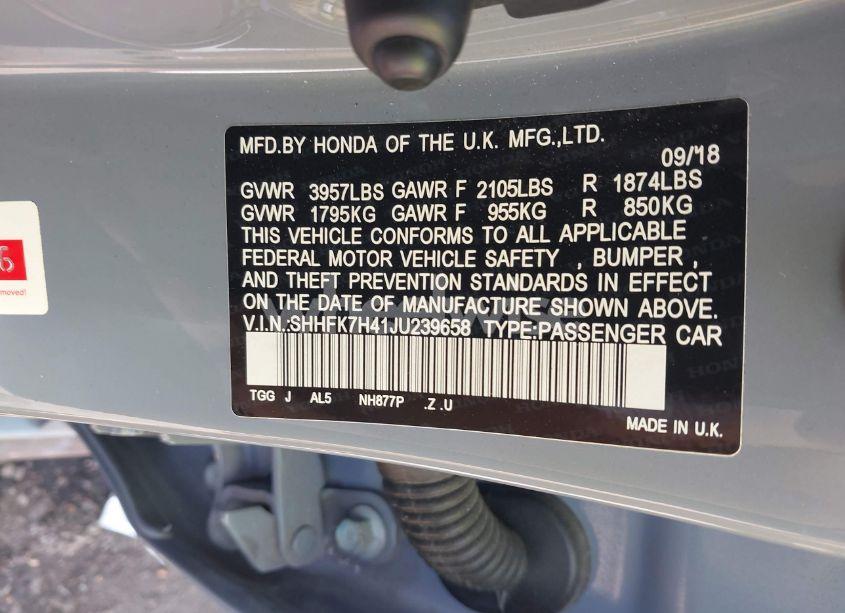 MFD.BY HONDA OF THE U.K. MFG.,LTD.
09/'18
GVWR 3957LBS GAWR F 2105LBS R 1874LBS
GVWR 1795KG GAWR F 955KG R 850KG
THIS VEHICLE CONFORMS TO ALL APPLICABLE
FEDERAL MOTOR VEHICLE SAFETY , BUMPER ,
AND THEFT PREVENTION STANDARDS IN EFFECT
ON THE DATE OF MANUFACTURE SHOWN ABOVE.
V.I.N.:SHHFK7H41JU239658 TYPE:PASSENGER CAR
TGG J AL5 NH877P .Z .U
MADE IN U.K.
moved!